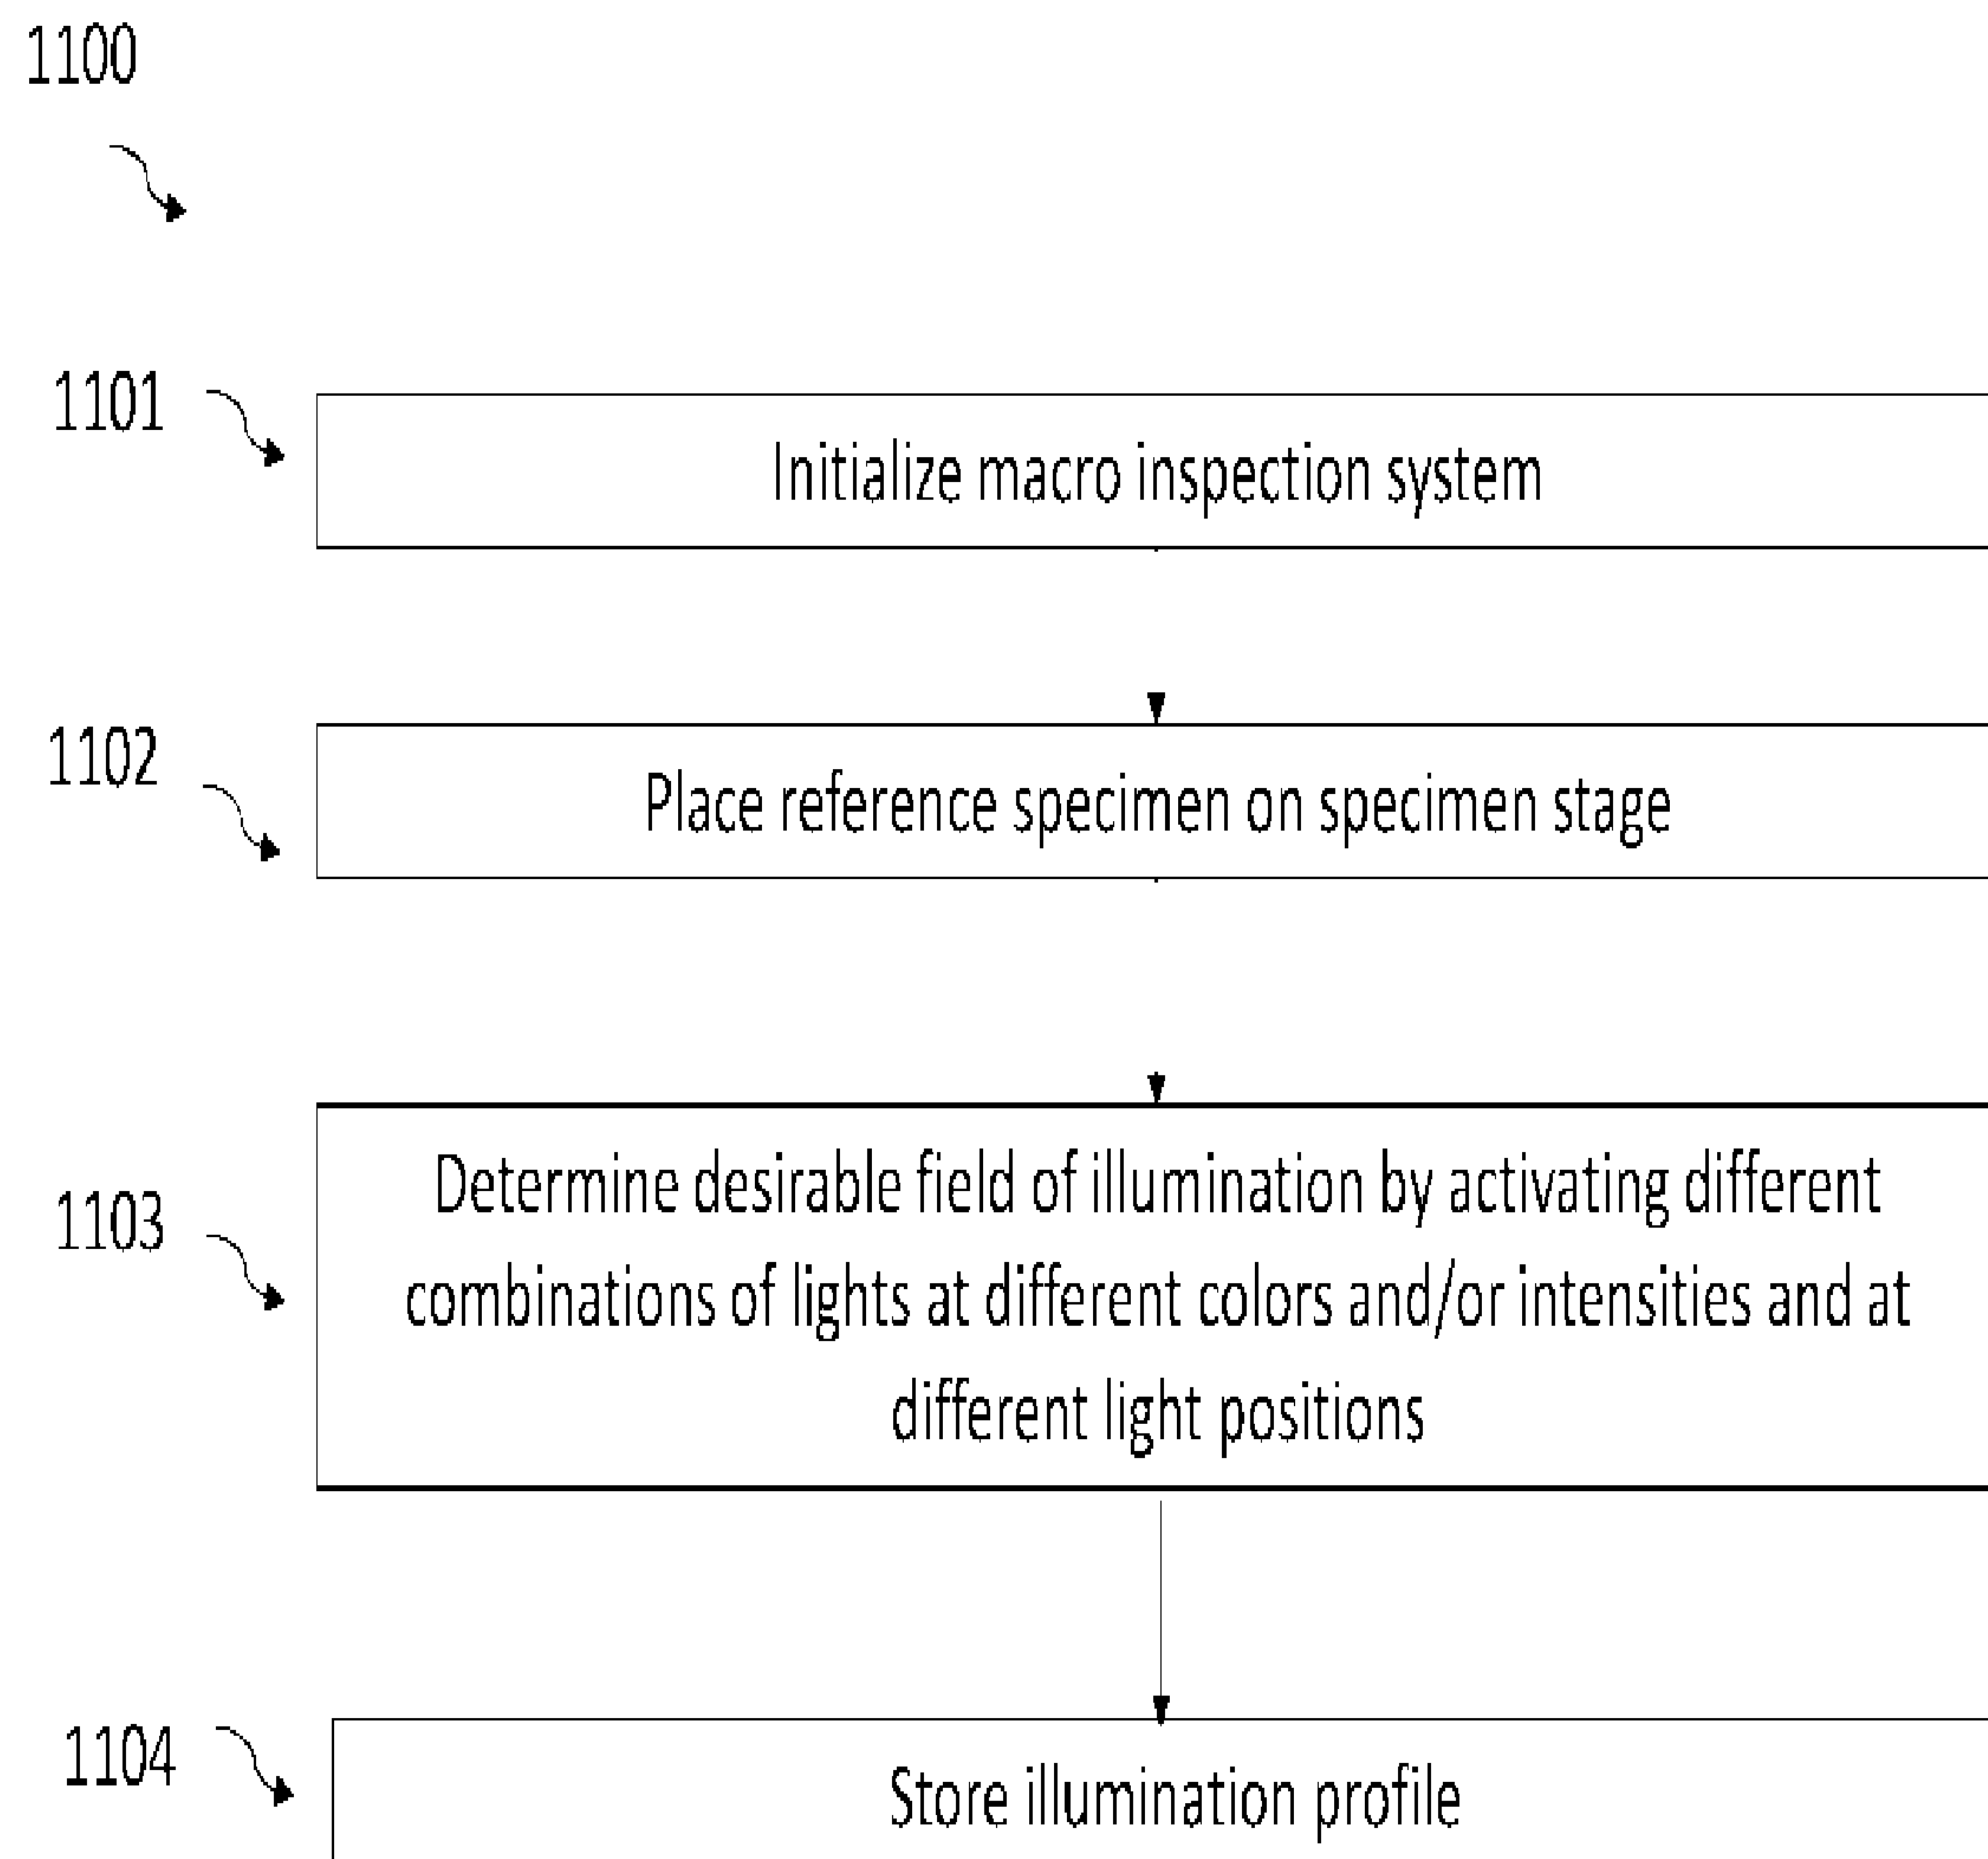 1100
1101
Initialize macro inspection system
1102
Place reference specimen on specimen stage
1103
Determine desirable field of illumination by activating different
combinations of lights at different colors and/or intensities and at
different light positions
1104
Store illumination profile